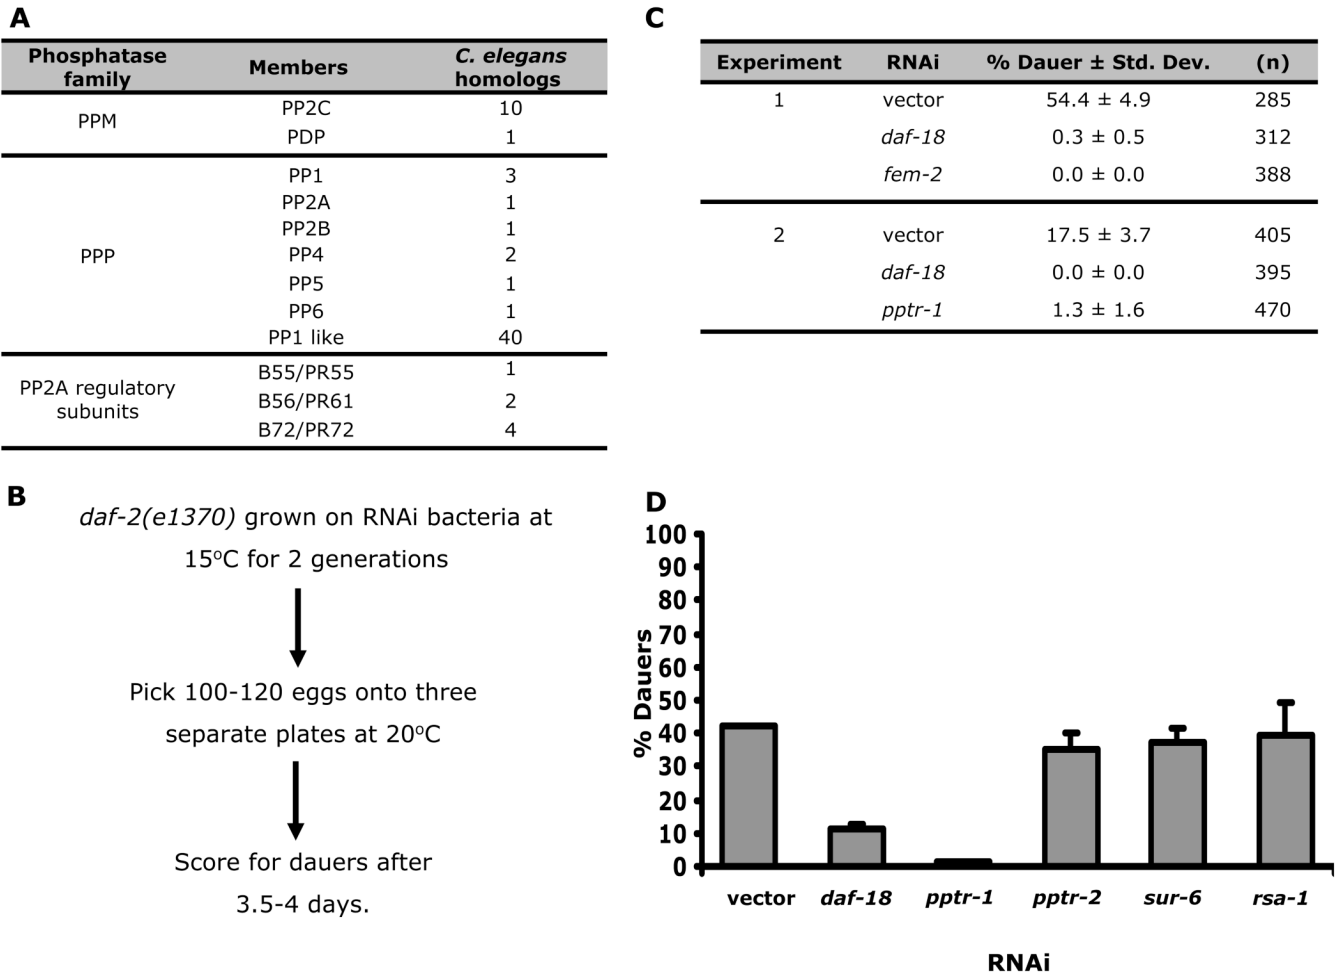 A
Phosphatase family Members C. elegans homologs
PPM PP2C 10
PDP 1
PPP PP1 3
PP2A 1
PP2B 1
PP4 2
PP5 1
PP6 1
PP1 like 40
PP2A regulatory subunits B55/PR55 1
B56/PR61 2
B72/PR72 4
B
daf-2(e1370) grown on RNAi bacteria at
15°C for 2 generations
Pick 100-120 eggs onto three
separate plates at 20°C
Score for dauers after
3.5-4 days.
C
Experiment RNAi % Dauer ± Std. Dev. (n)
1 vector 54.4 ± 4.9 285
daf-18 0.3 ± 0.5 312
fem-2 0.0 ± 0.0 388
2 vector 17.5 ± 3.7 405
daf-18 0.0 ± 0.0 395
pptr-1 1.3 ± 1.6 470
D
% Dauers
100
90
80
70
60
50
40
30
20
10
0
vector daf-18 pptr-1 pptr-2 sur-6 rsa-1
RNAi